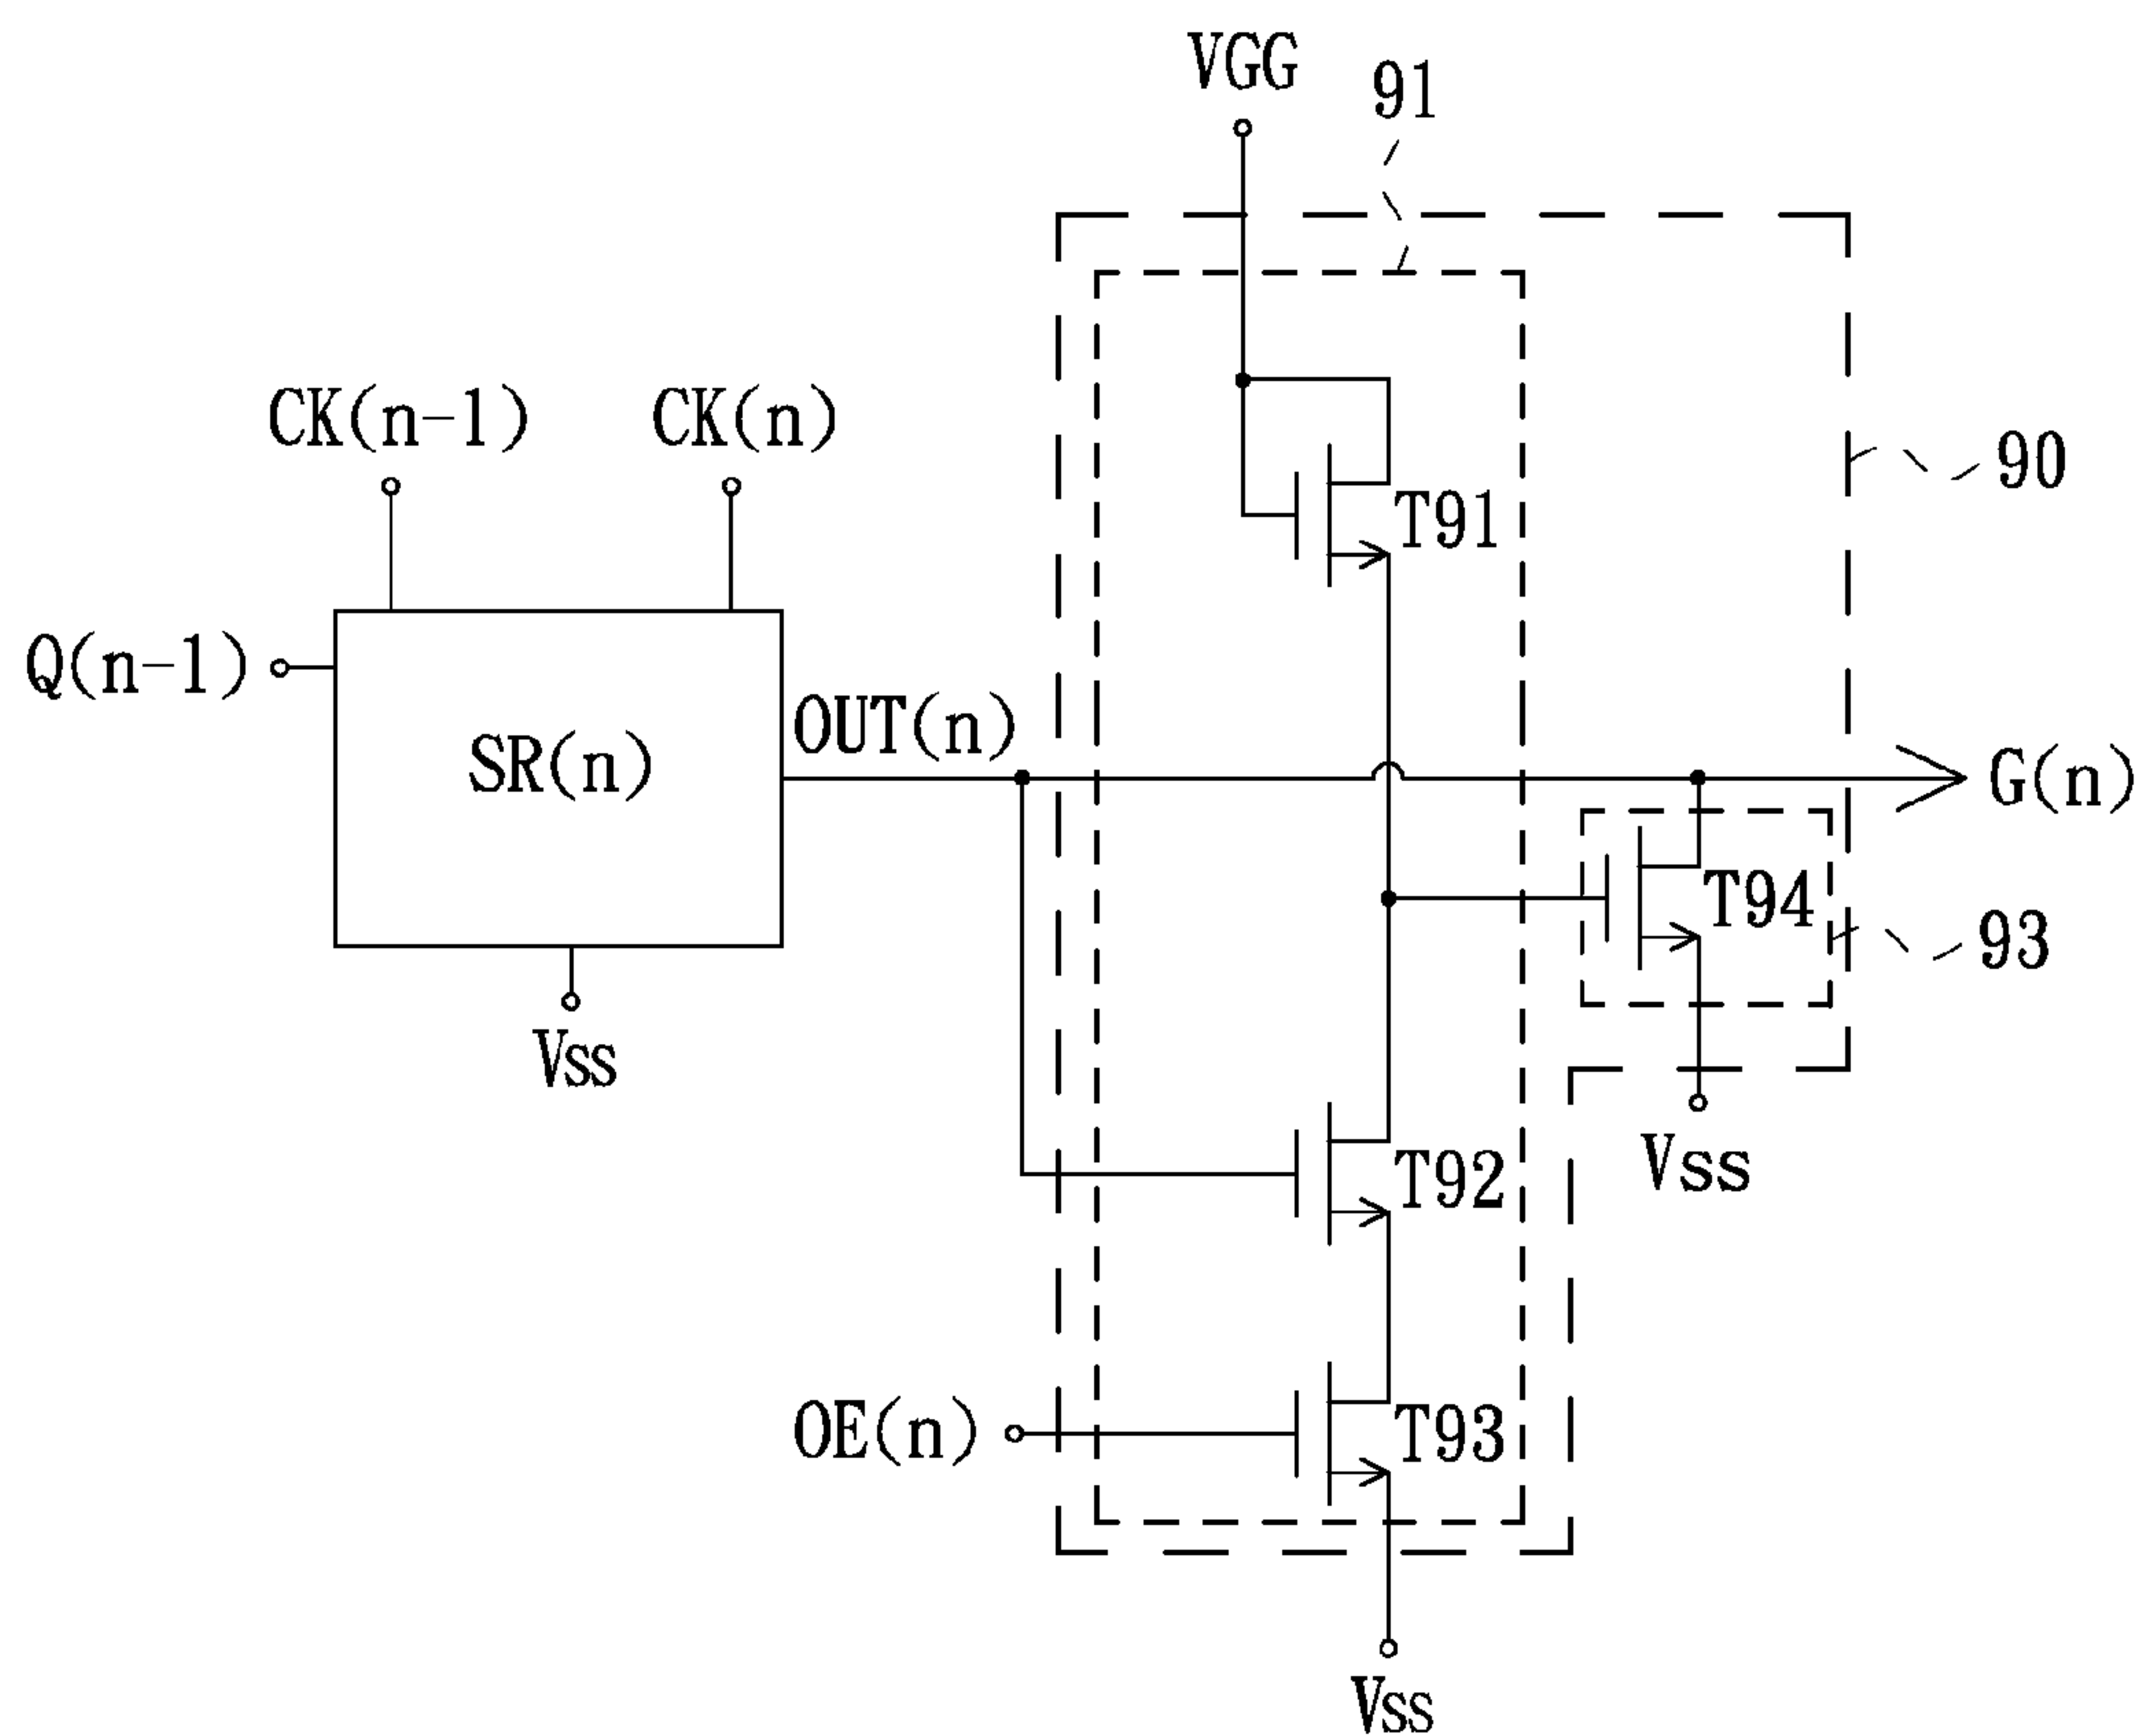 VGG
91
CK(n-1)
CK(n)
90
T91
Q(n-1)
OUT(n)
SR(n)
G(n)
T94
93
Vss
Vss
T92
OE(n)
T93
Vss